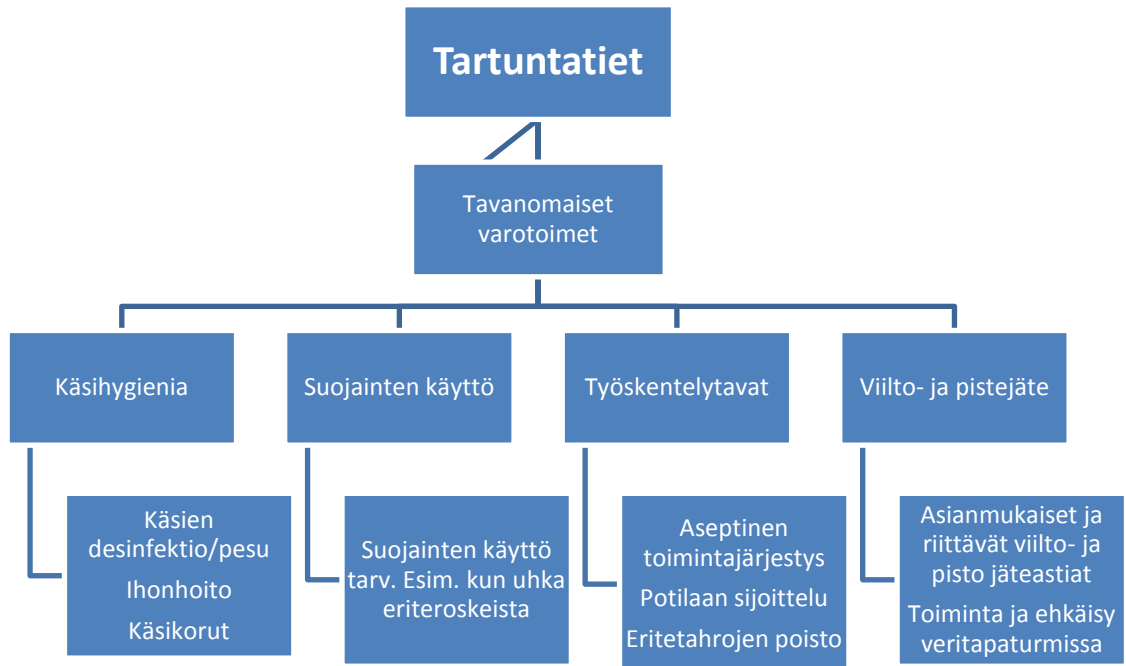 Tartuntatiet
Tavanomaiset
varotoimet
Käsihygienia
Suojainten käyttö
Työskentelytavat
Viilto- ja pistejäte
Käsien
desinfektio/pesu
Ihonhoito
Käsikorut
Suojainten käyttö
tarv. Esim. kun uhka
eriteroskeista
Aseptinen
toimintajärjestys
Potilaan sijoittelu
Eritetahrojen poisto
Asianmukaiset ja
riittävät viilto- ja
pisto jäteastiat
Toiminta ja ehkäisy
veritapaturmissa